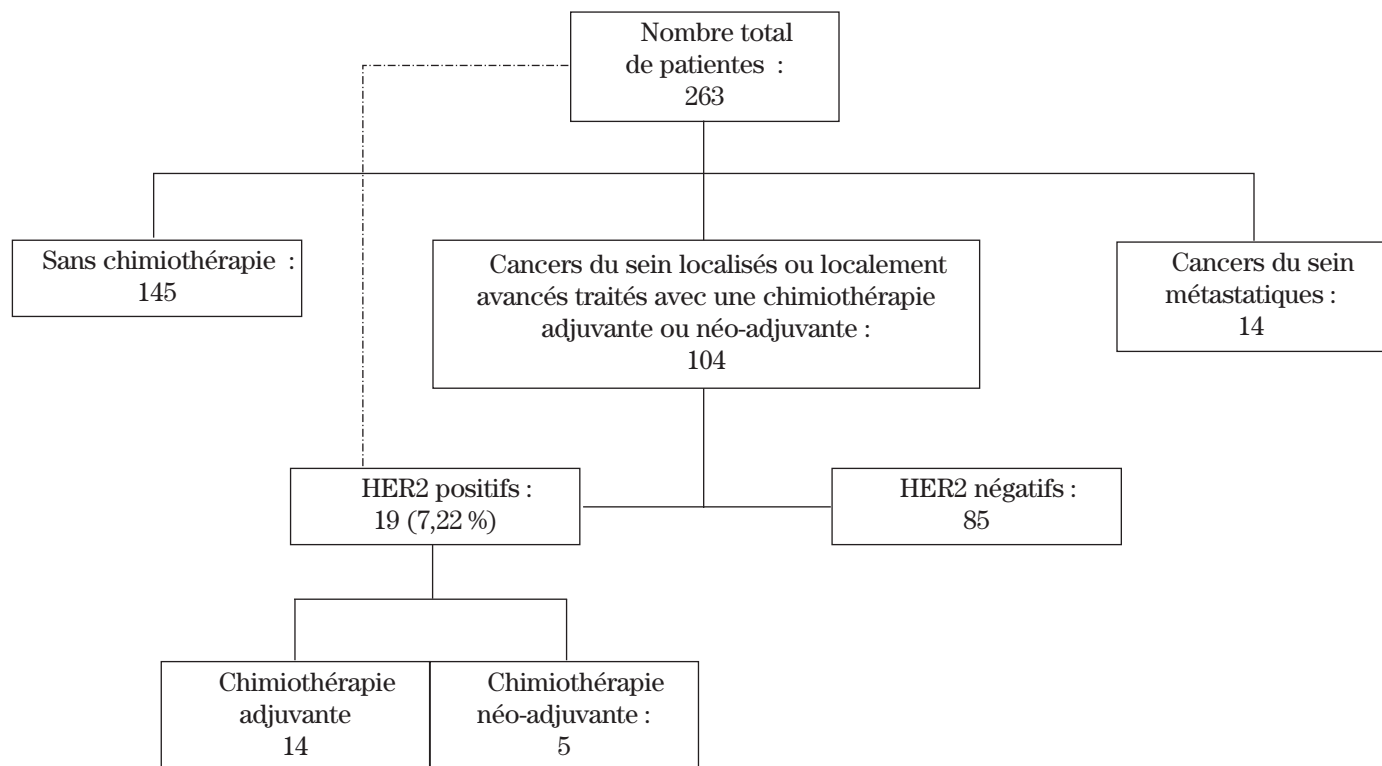 Nombre total
de patientes :
263
Sans chimiothérapie :
145
Cancers du sein localisés ou localement
avancés traités avec une chimiothérapie
adjuvante ou néo-adjuvante :
104
Cancers du sein
métastatiques :
14
HER2 positifs :
19 (7,22 %)
HER2 négatifs :
85
Chimiothérapie
adjuvante
14
Chimiothérapie
néo-adjuvante :
5